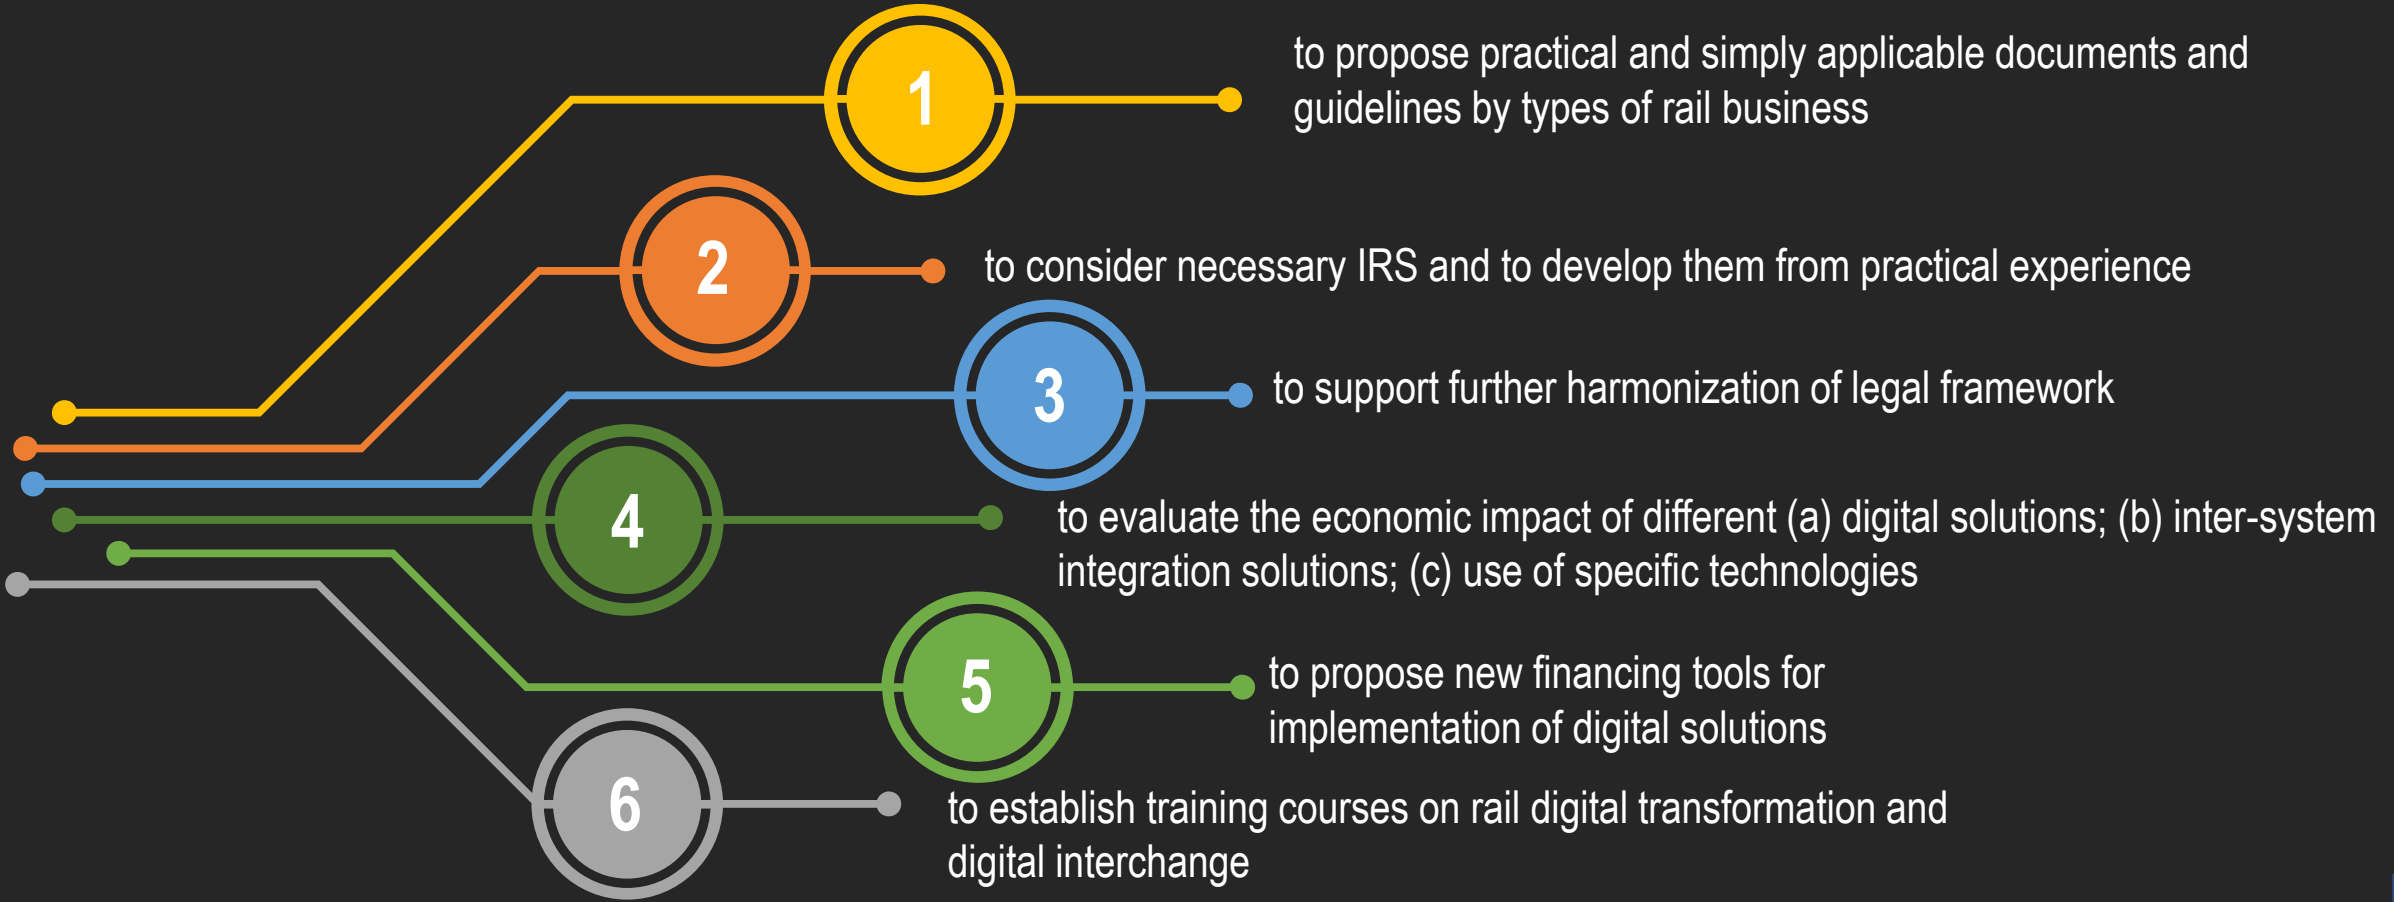 1
to propose practical and simply applicable documents and
guidelines by types of rail business
2
to consider necessary IRS and to develop them from practical experience
3
to support further harmonization of legal framework
4
to evaluate the economic impact of different (a) digital solutions; (b) inter-system
integration solutions; (c) use of specific technologies
5
to propose new financing tools for
implementation of digital solutions
6
to establish training courses on rail digital transformation and
digital interchange